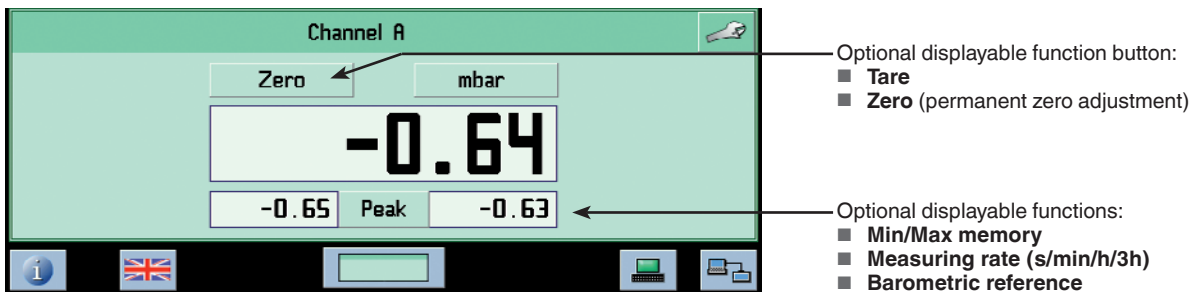 Channel A
Zero
mbar
-0.64
-0.65 Peak -0.63
i
Optional displayable function button:
■ Tare
■ Zero (permanent zero adjustment)
Optional displayable functions:
■ Min/Max memory
■ Measuring rate (s/min/h/3h)
■ Barometric reference